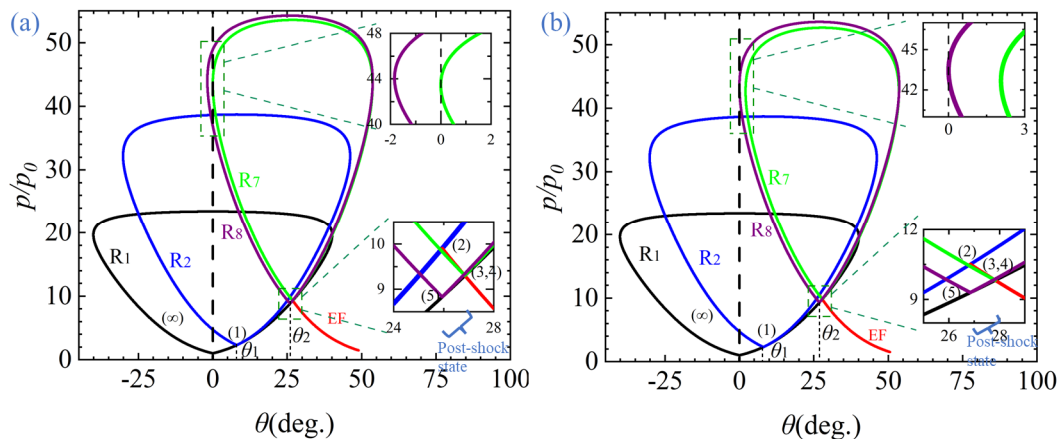 (a)
p/p0
50
40
30
20
10
0
-25
0
25
50
75
100
θ(deg.)
R1
R2
R7
R8
(∞)
(1)
θ1
θ2
EF
48
44
40
-2
0
2
10
9
24
28
(2)
(3,4)
(5)
Post-shock
state
(b)
p/p0
50
40
30
20
10
0
-25
0
25
50
75
100
θ(deg.)
R1
R2
R7
R8
(∞)
(1)
θ1
θ2
EF
45
42
0
3
12
9
26
28
(2)
(3,4)
(5)
Post-shock
state